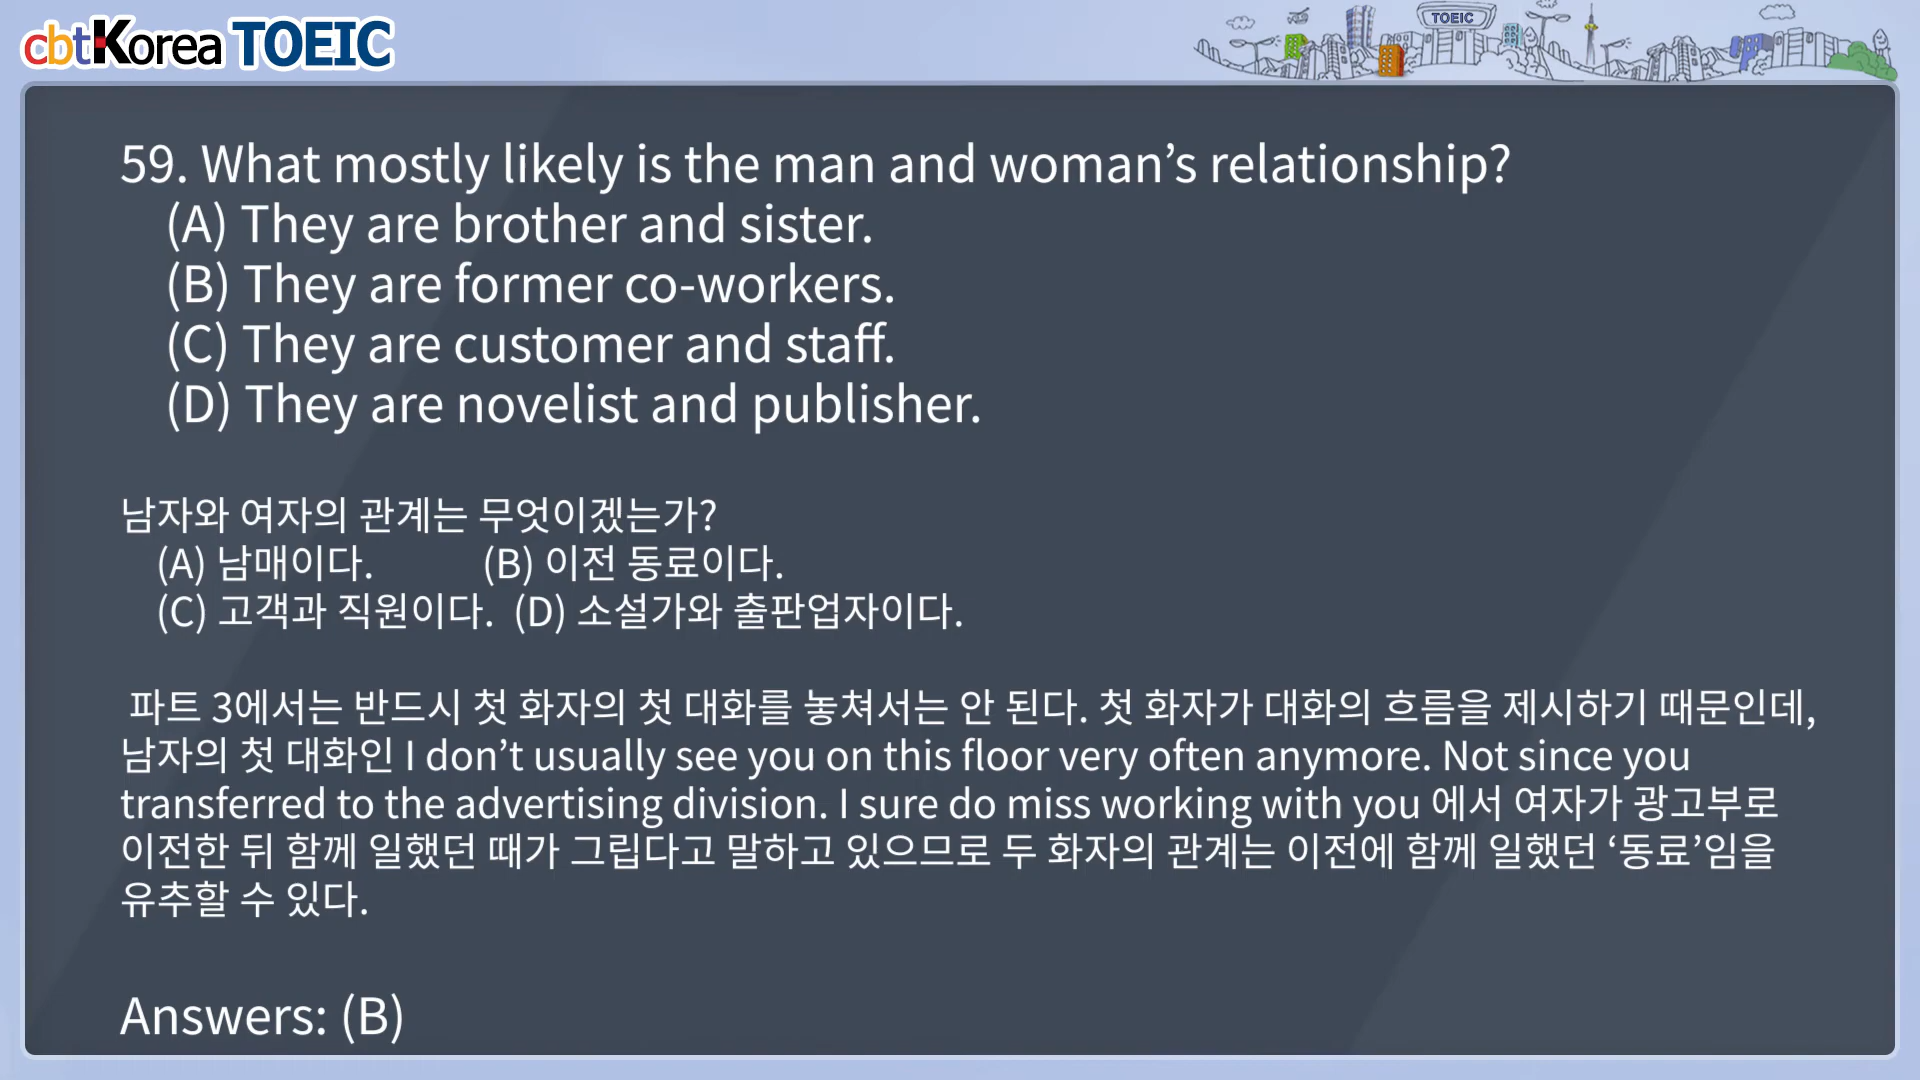 cbtKorea TOEIC
TOEIC
59. What mostly likely is the man and woman’s relationship?
(A) They are brother and sister.
(B) They are former co-workers.
(C) They are customer and staff.
(D) They are novelist and publisher.
남자와 여자의 관계는 무엇이겠는가?
(A) 남매이다. (B) 이전 동료이다.
(C) 고객과 직원이다. (D) 소설가와 출판업자이다.
파트 3에서는 반드시 첫 화자의 첫 대화를 놓쳐서는 안 된다. 첫 화자가 대화의 흐름을 제시하기 때문인데,
남자의 첫 대화인 I don’t usually see you on this floor very often anymore. Not since you
transferred to the advertising division. I sure do miss working with you 에서 여자가 광고부로
이전한 뒤 함께 일했던 때가 그립다고 말하고 있으므로 두 화자의 관계는 이전에 함께 일했던 ‘동료’임을
유추할 수 있다.
Answers: (B)